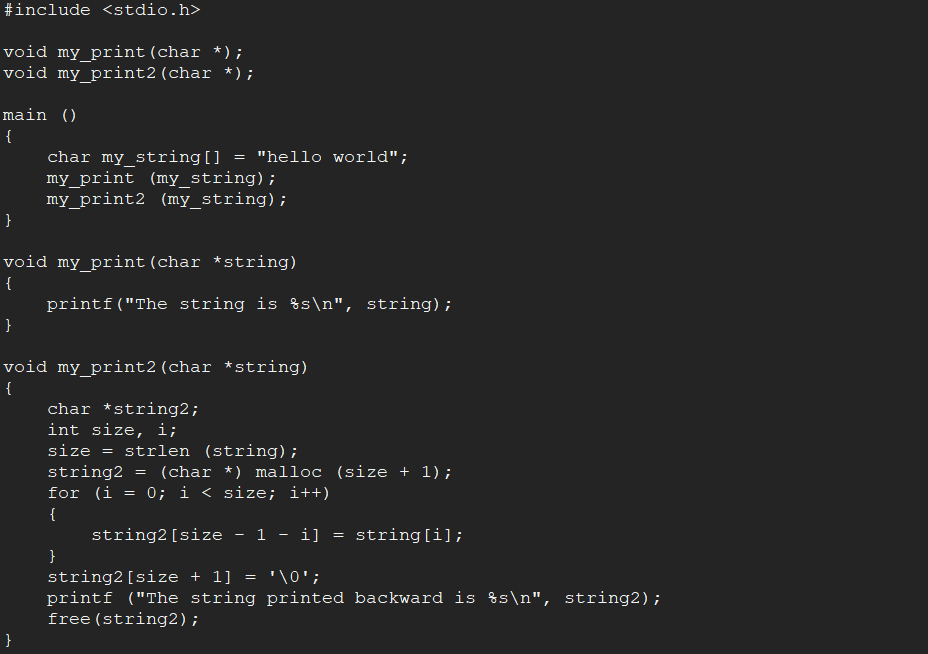 #include <stdio.h>

void my_print(char *);
void my_print2(char *);

main ()
{
    char my_string[] = "hello world";
    my_print (my_string);
    my_print2 (my_string);
}

void my_print(char *string)
{
    printf("The string is %s\n", string);
}

void my_print2(char *string)
{
    char *string2;
    int size, i;
    size = strlen (string);
    string2 = (char *) malloc (size + 1);
    for (i = 0; i < size; i++)
    {
        string2[size - 1 - i] = string[i];
    }
    string2[size + 1] = '\0';
    printf ("The string printed backward is %s\n", string2);
    free(string2);
}